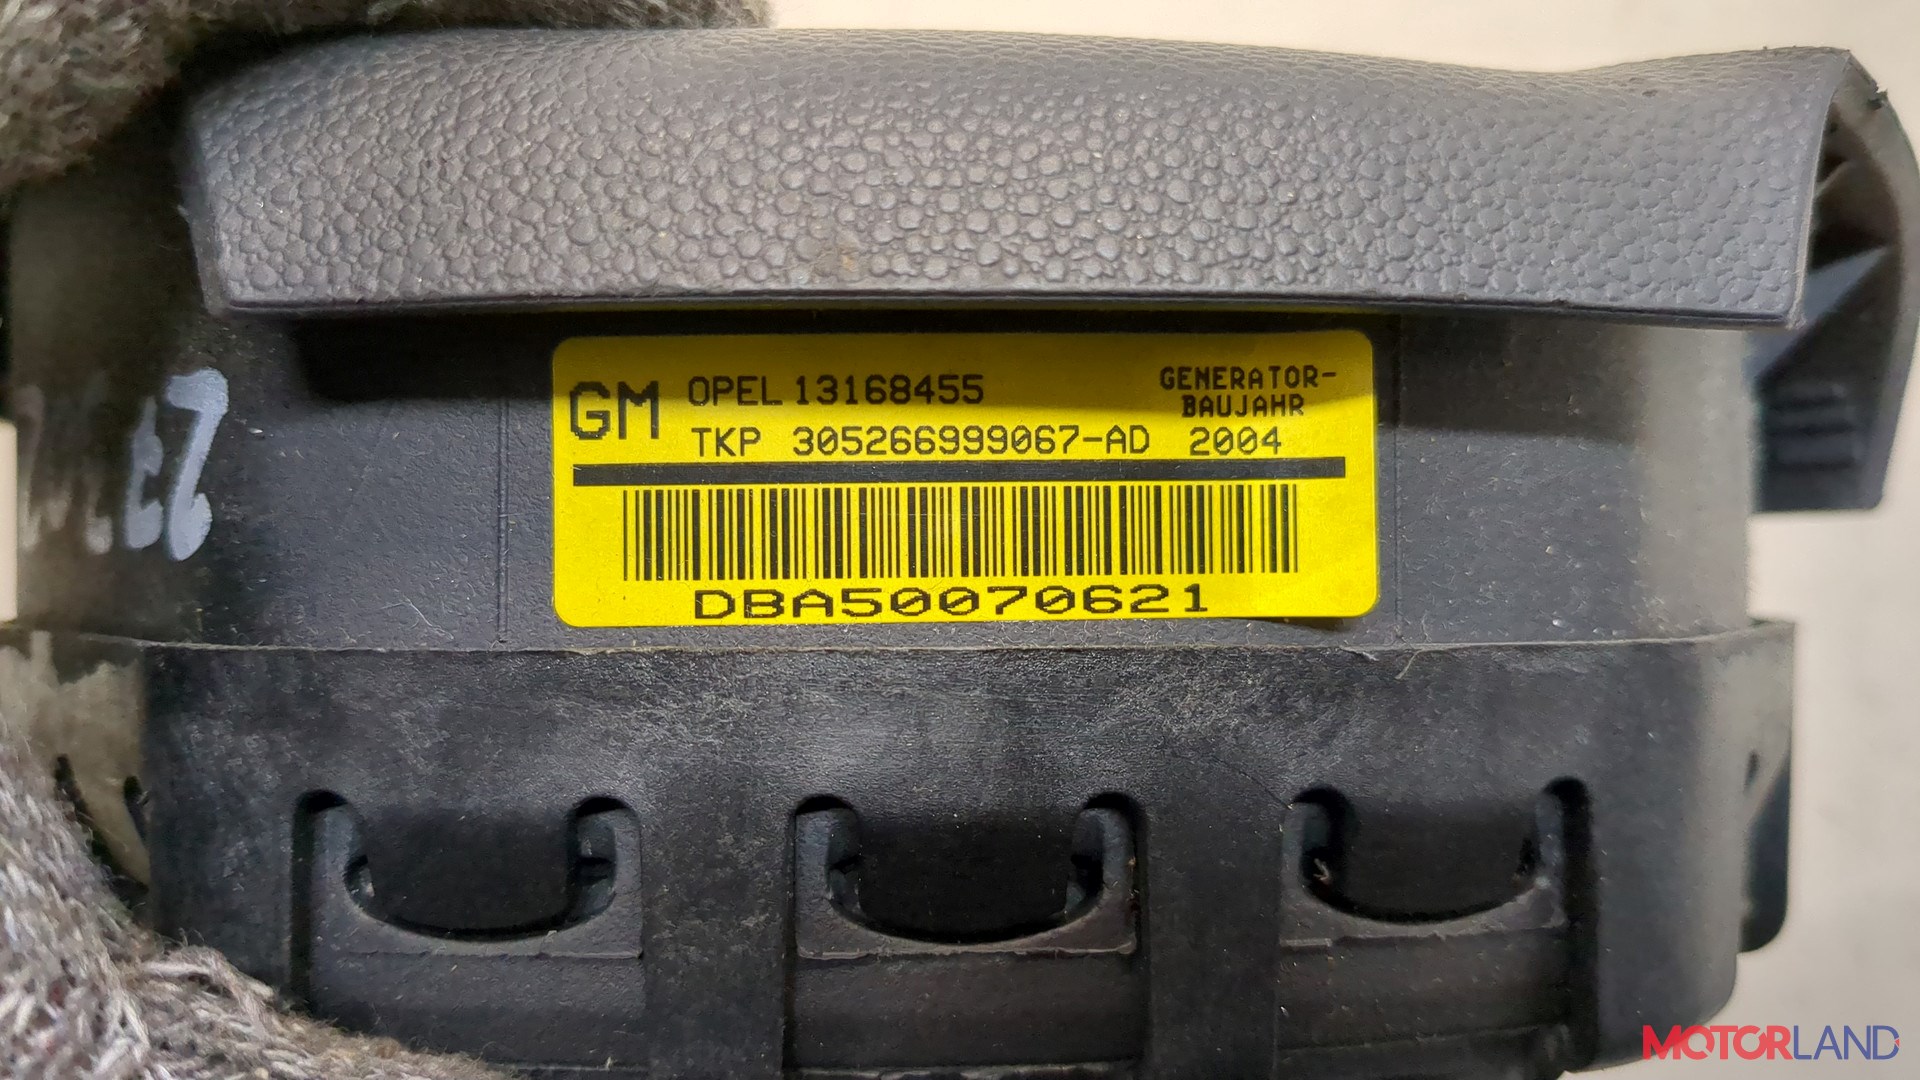 GM OPEL 13168455 GENERATOR-
BAUJAHR
TKP 305266999067-AD 2004
DBA50070621
MOTORLAND